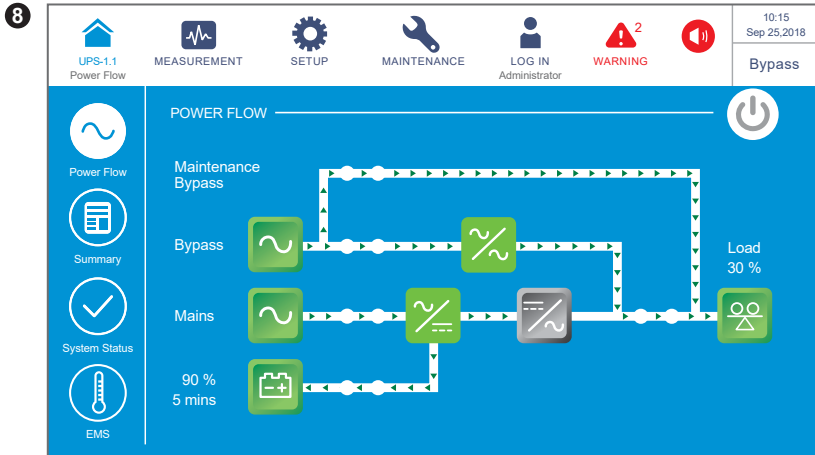 8
UPS-1.1
Power Flow
MEASUREMENT
SETUP
MAINTENANCE
LOG IN
Administrator
2
WARNING
10:15
Sep 25,2018
Bypass
Power Flow
Summary
System Status
EMS
POWER FLOW
Maintenance
Bypass
Bypass
Mains
90 %
5 mins
Load
30 %